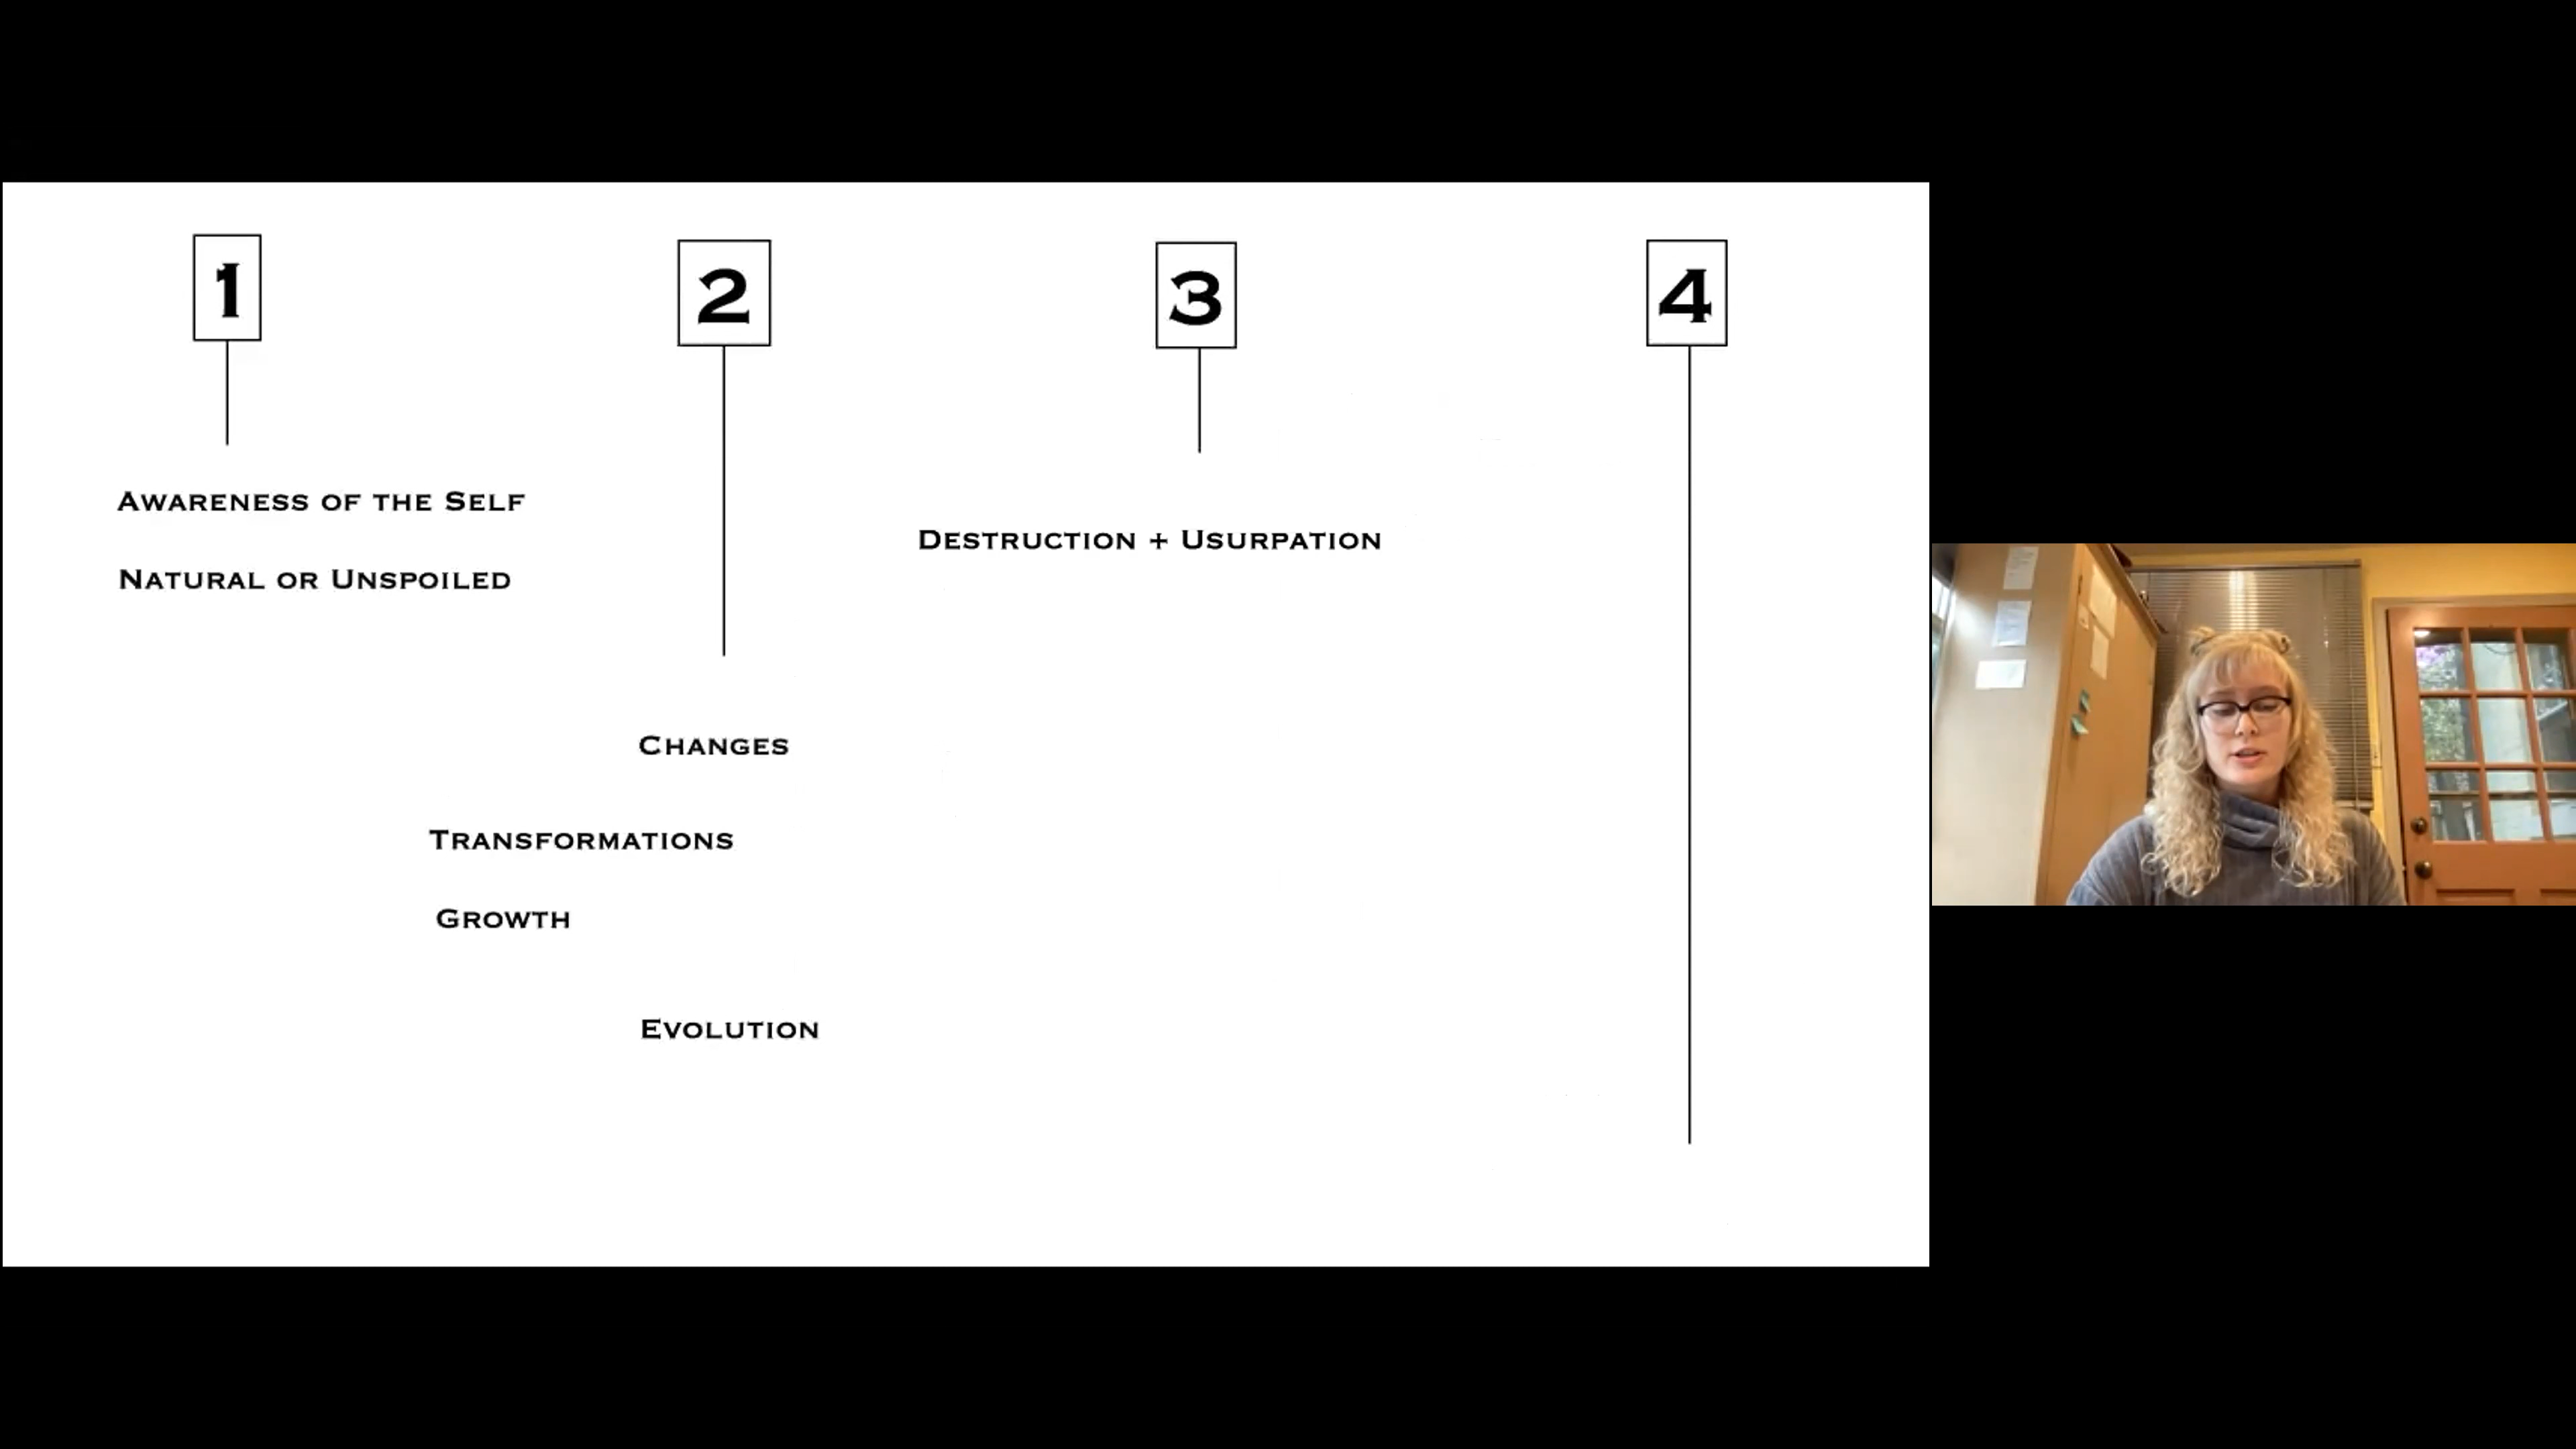 1
2
3
4
Awareness of the Self
Natural or Unspoiled
Destruction + Usurpation
Changes
Transformations
Growth
Evolution